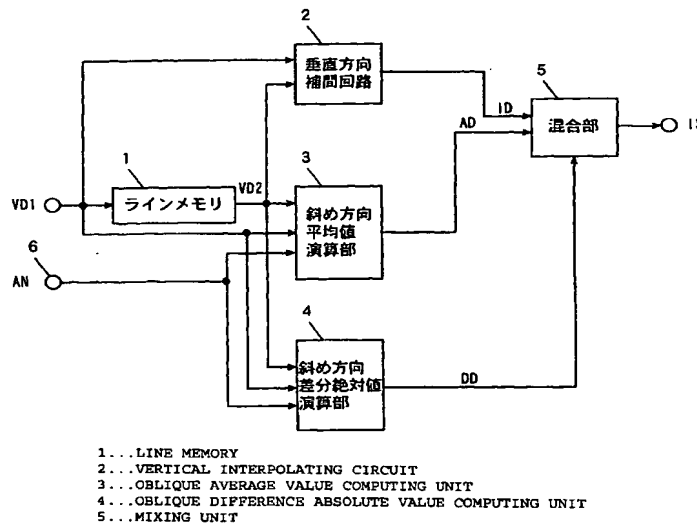 2
垂直方向
補間回路
5
混合部
ID
AD
1
ラインメモリ
VD1
VD2
3
斜め方向
平均値
演算部
6
AN
4
斜め方向
差分絶対値
演算部
DD
1...LINE MEMORY
2...VERTICAL INTERPOLATING CIRCUIT
3...OBLIQUE AVERAGE VALUE COMPUTING UNIT
4...OBLIQUE DIFFERENCE ABSOLUTE VALUE COMPUTING UNIT
5...MIXING UNIT